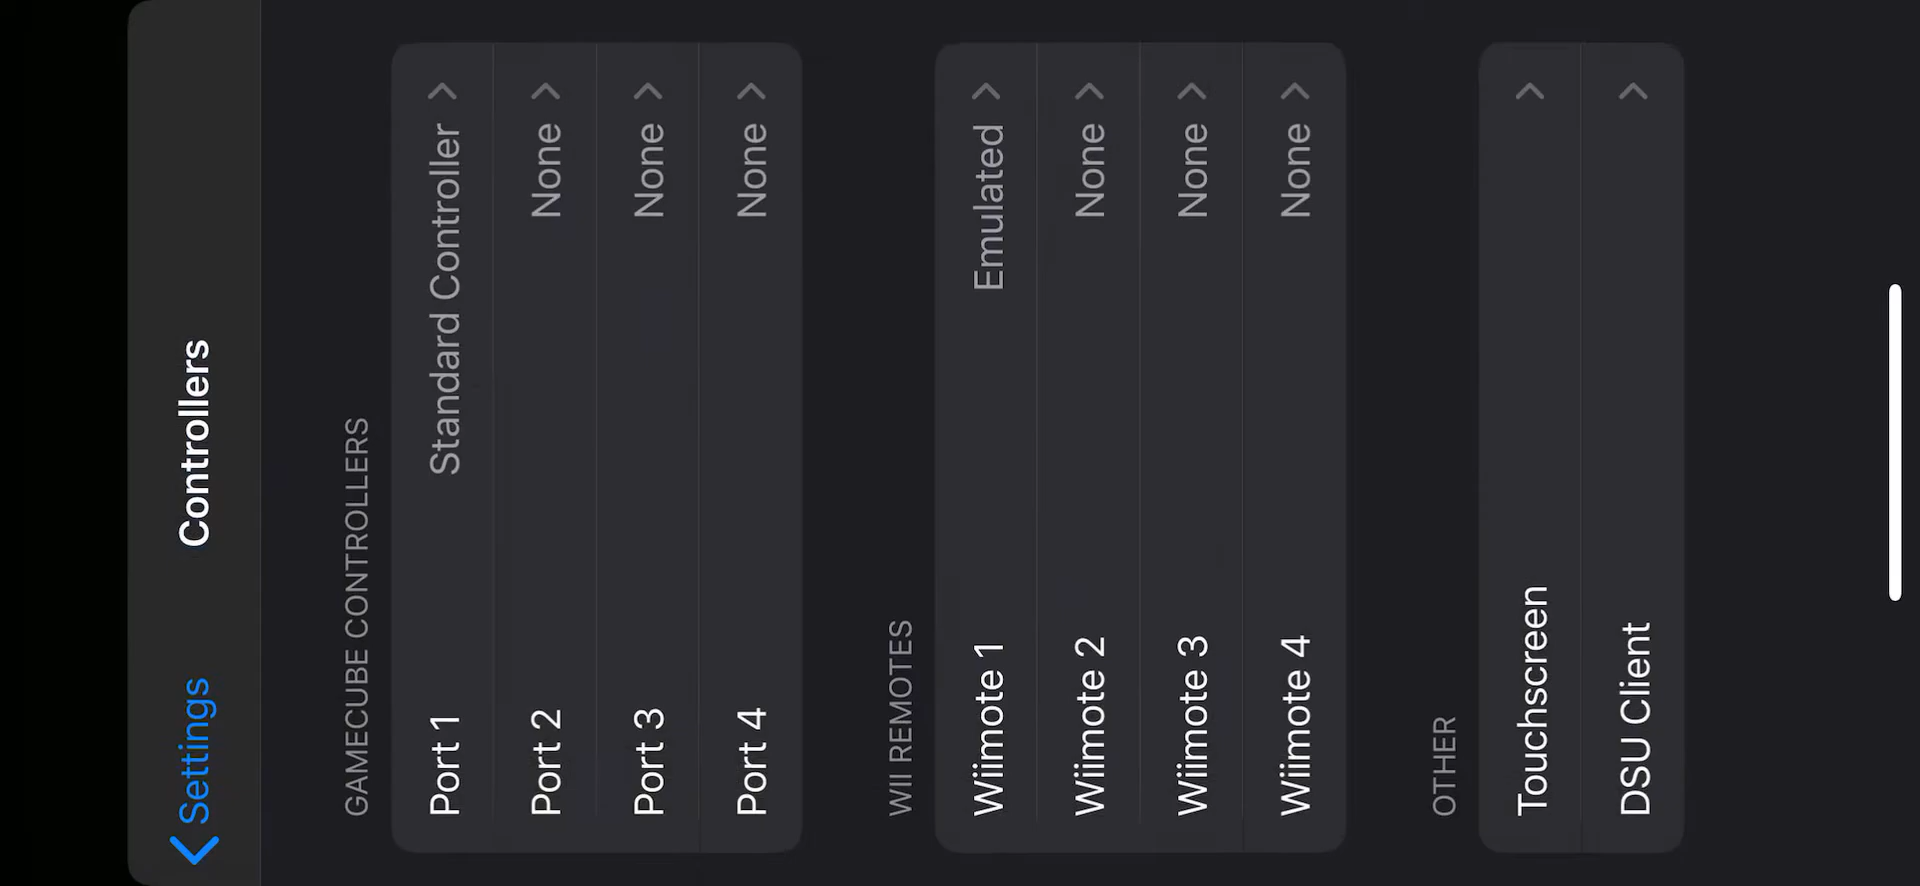 Settings
Controllers
GAMECUBE CONTROLLERS
Port 1 Standard Controller
Port 2 None
Port 3 None
Port 4 None
WII REMOTES
Wiimote 1 Emulated
Wiimote 2 None
Wiimote 3 None
Wiimote 4 None
OTHER
Touchscreen
DSU Client